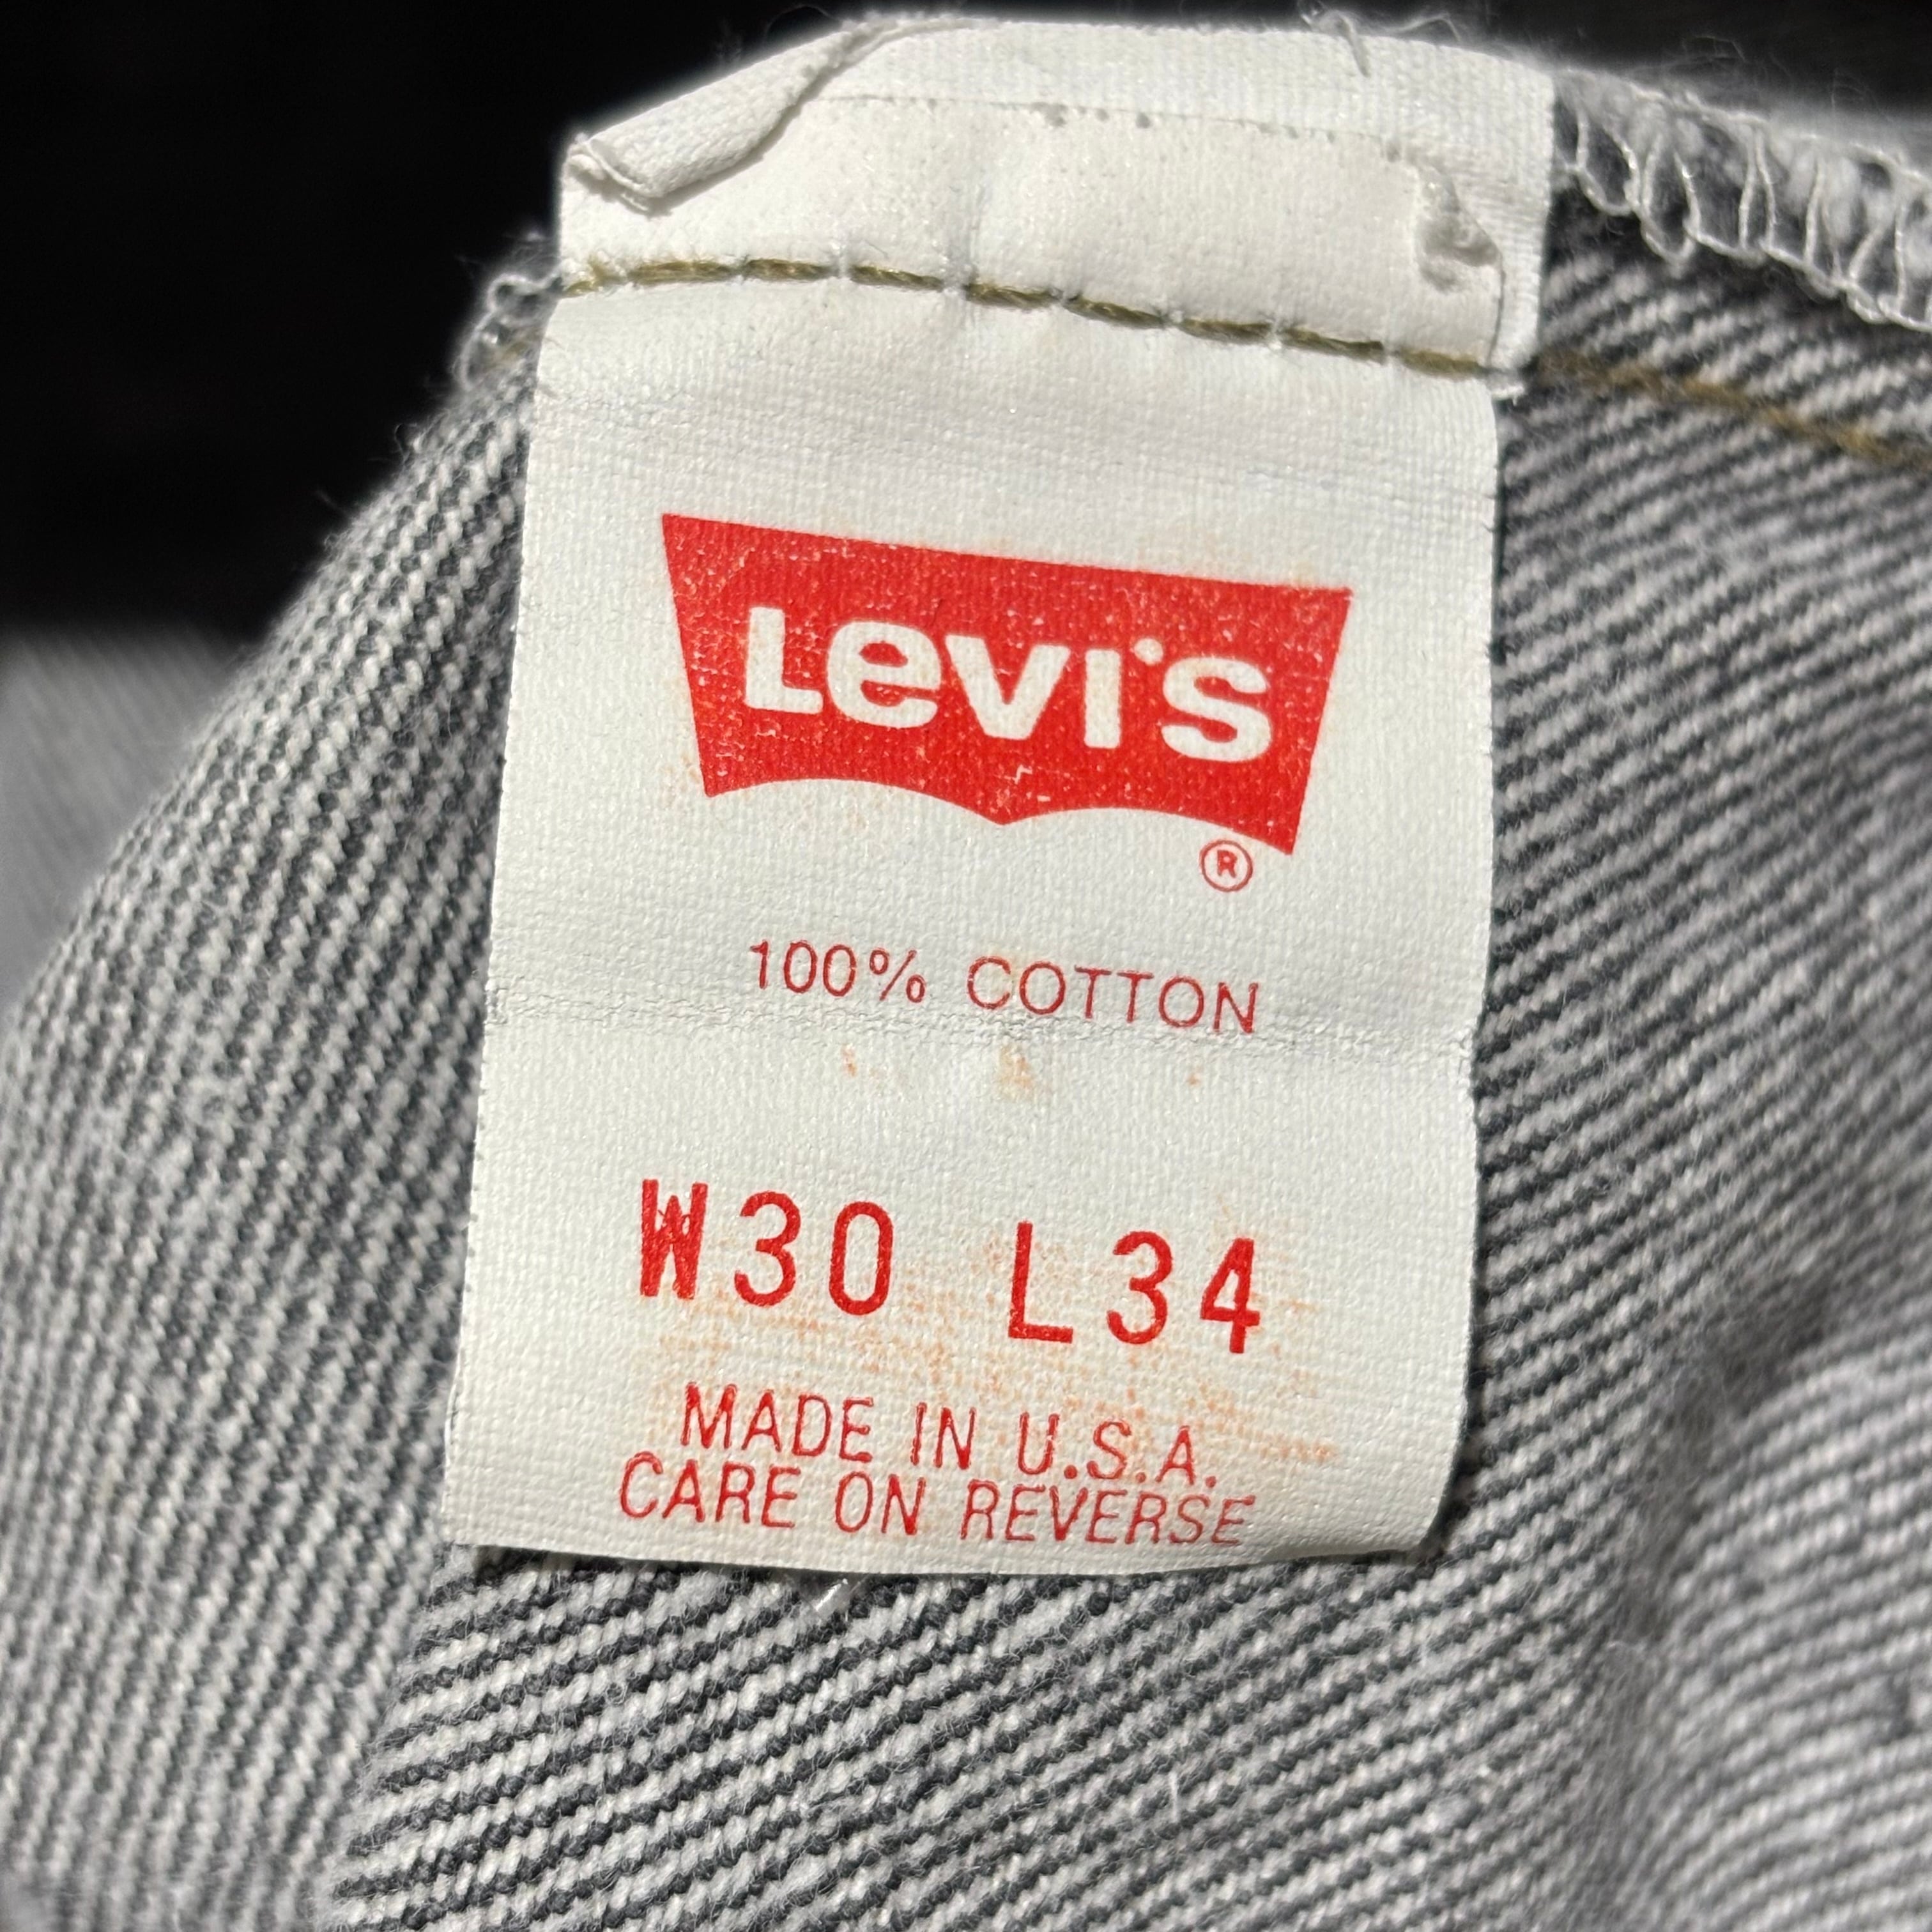 Levi's
®
100% COTTON
W30 L34
MADE IN U.S.A.
CARE ON REVERSE